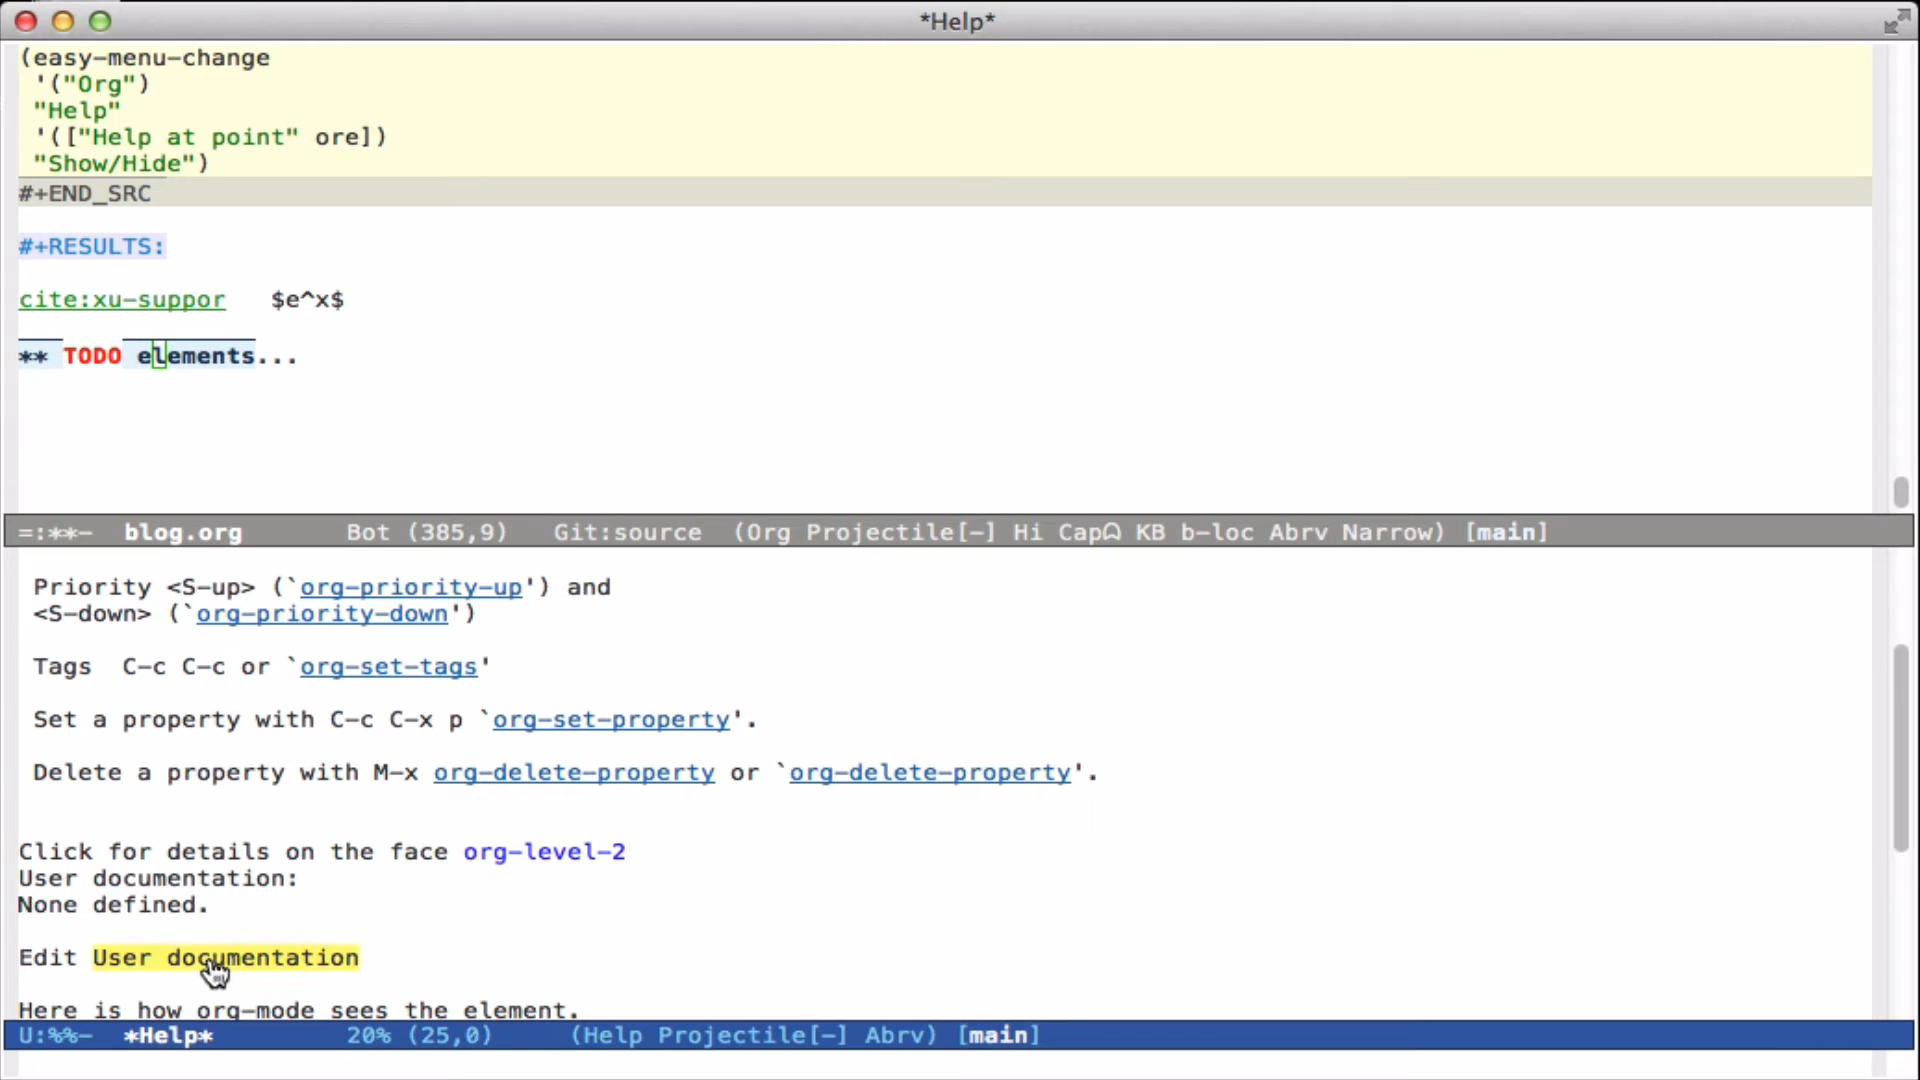 *Help*
(easy-menu-change
'("Org")
"Help"
'(["Help at point" ore])
"Show/Hide")
#+END_SRC
#+RESULTS:
cite:xu-suppor   $e^x$
** TODO elements...
=:**-  blog.org       Bot (385,9)   Git:source  (Org Projectile[-] Hi CapᗣKB b-loc Abrv Narrow) [main]
Priority <S-up> (`org-priority-up') and
<S-down> (`org-priority-down')
Tags  C-c C-c or `org-set-tags'
Set a property with C-c C-x p `org-set-property'.
Delete a property with M-x org-delete-property or `org-delete-property'.
Click for details on the face org-level-2
User documentation:
None defined.
Edit User documentation
Here is how org-mode sees the element.
U:%%-  *Help*         20% (25,0)     (Help Projectile[-] Abrv) [main]